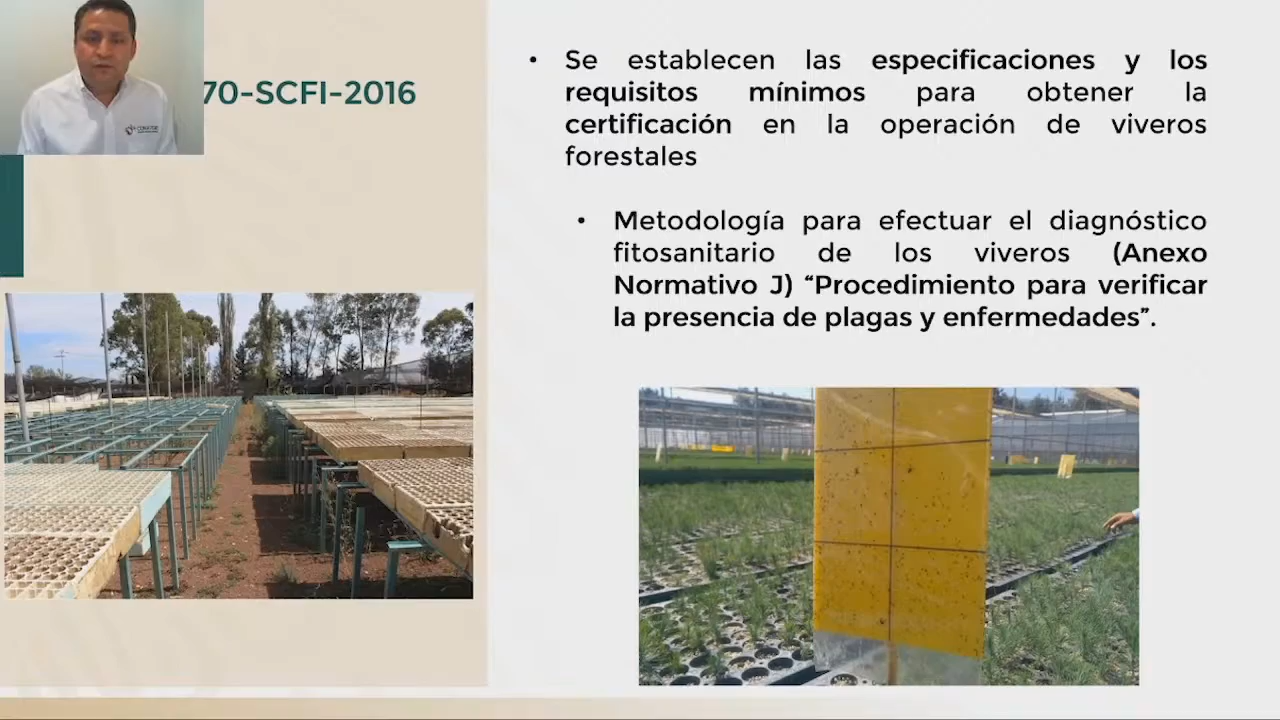 70-SCFI-2016
• Se establecen las especificaciones y los
requisitos mínimos para obtener la
certificación en la operación de viveros
forestales
• Metodología para efectuar el diagnóstico
fitosanitario de los viveros (Anexo
Normativo J) “Procedimiento para verificar
la presencia de plagas y enfermedades”.